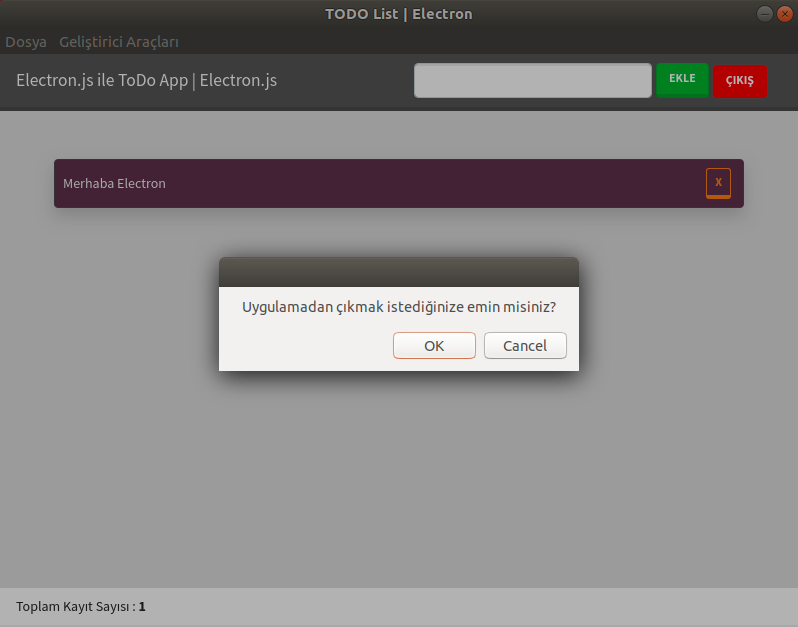 TODO List | Electron
Dosya Geliştirici Araçları
Electron.js ile ToDo App | Electron.js EKLE ÇIKIŞ
Merhaba Electron X
Uygulamadan çıkmak istediğinize emin misiniz?
OK Cancel
Toplam Kayıt Sayısı : 1